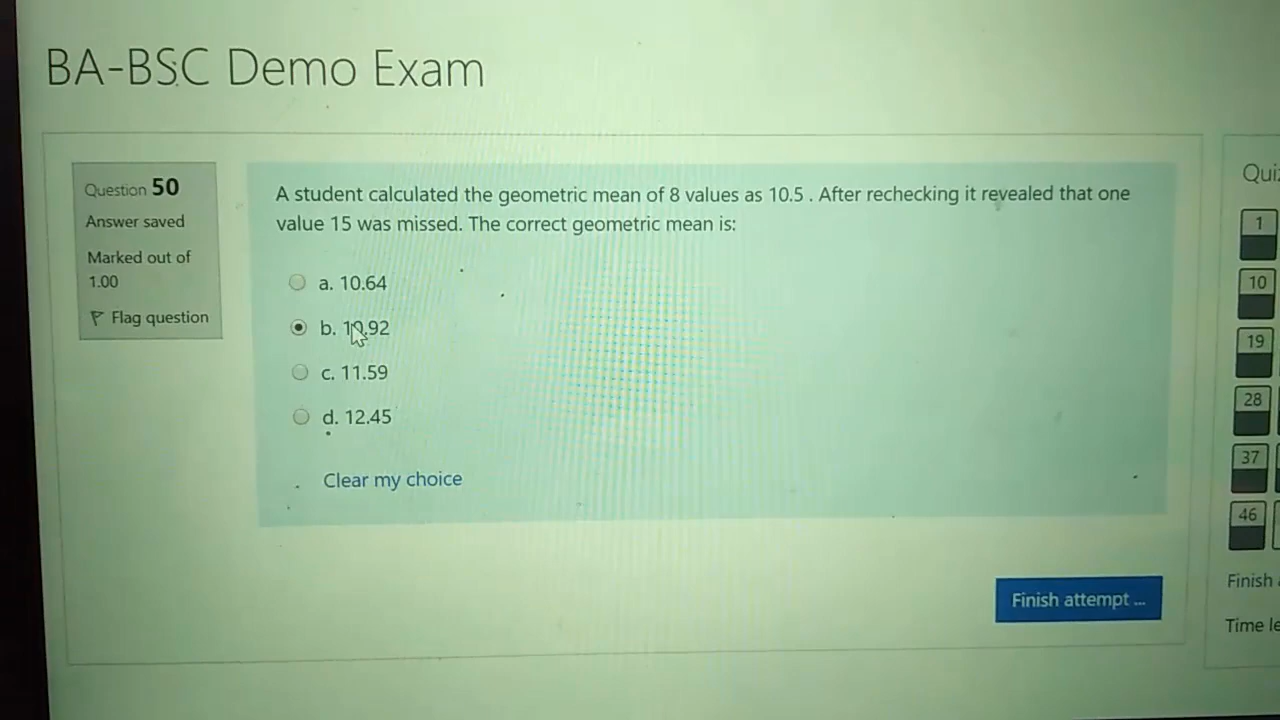 BA-BSC Demo Exam
Question 50
Answer saved
Marked out of
1.00
Flag question
A student calculated the geometric mean of 8 values as 10.5 . After rechecking it revealed that one
value 15 was missed. The correct geometric mean is:
a. 10.64
b. 10.92
c. 11.59
d. 12.45
Clear my choice
Finish attempt ...
1
10
19
28
37
46
Finish